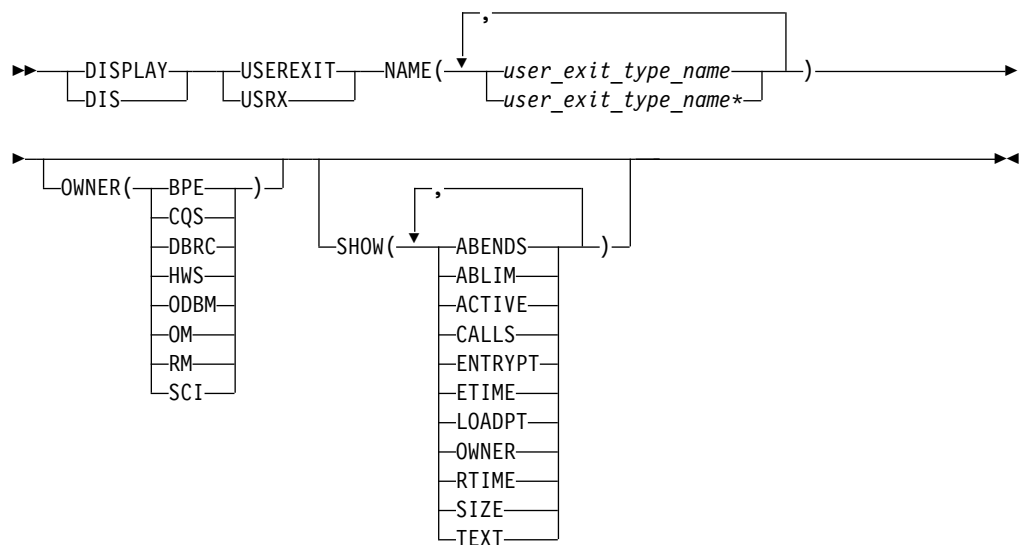 ,
DISPLAY USEREXIT NAME( user_exit_type_name )
DIS USRX user_exit_type_name*
OWNER( BPE )
CQS
DBRC
HWS
ODBM
OM
RM
SCI
,
SHOW( ABENDS )
ABLIM
ACTIVE
CALLS
ENTRYPT
ETIME
LOADPT
OWNER
RTIME
SIZE
TEXT